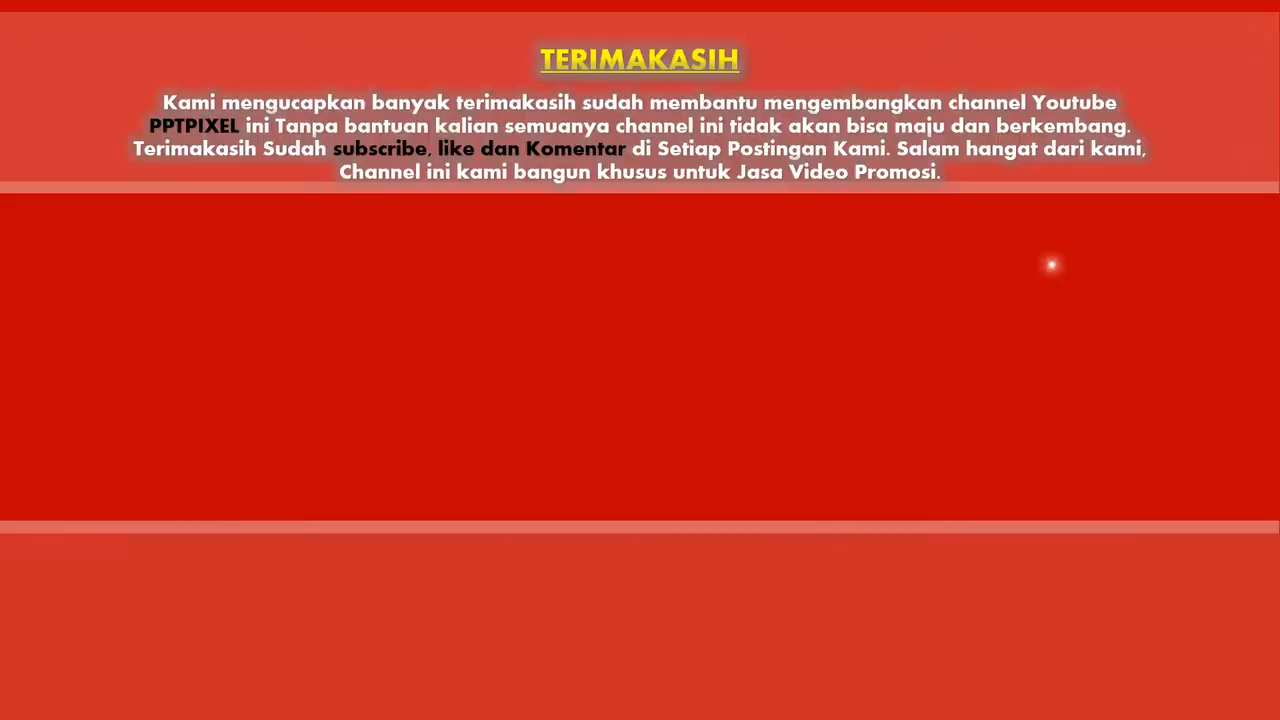 TERIMAKASIH
Kami mengucapkan banyak terimakasih sudah membantu mengembangkan channel Youtube
PPTPIXEL ini Tanpa bantuan kalian semuanya channel ini tidak akan bisa maju dan berkembang.
Terimakasih Sudah subscribe, like dan Komentar di Setiap Postingan Kami. Salam hangat dari kami,
Channel ini kami bangun khusus untuk Jasa Video Promosi.